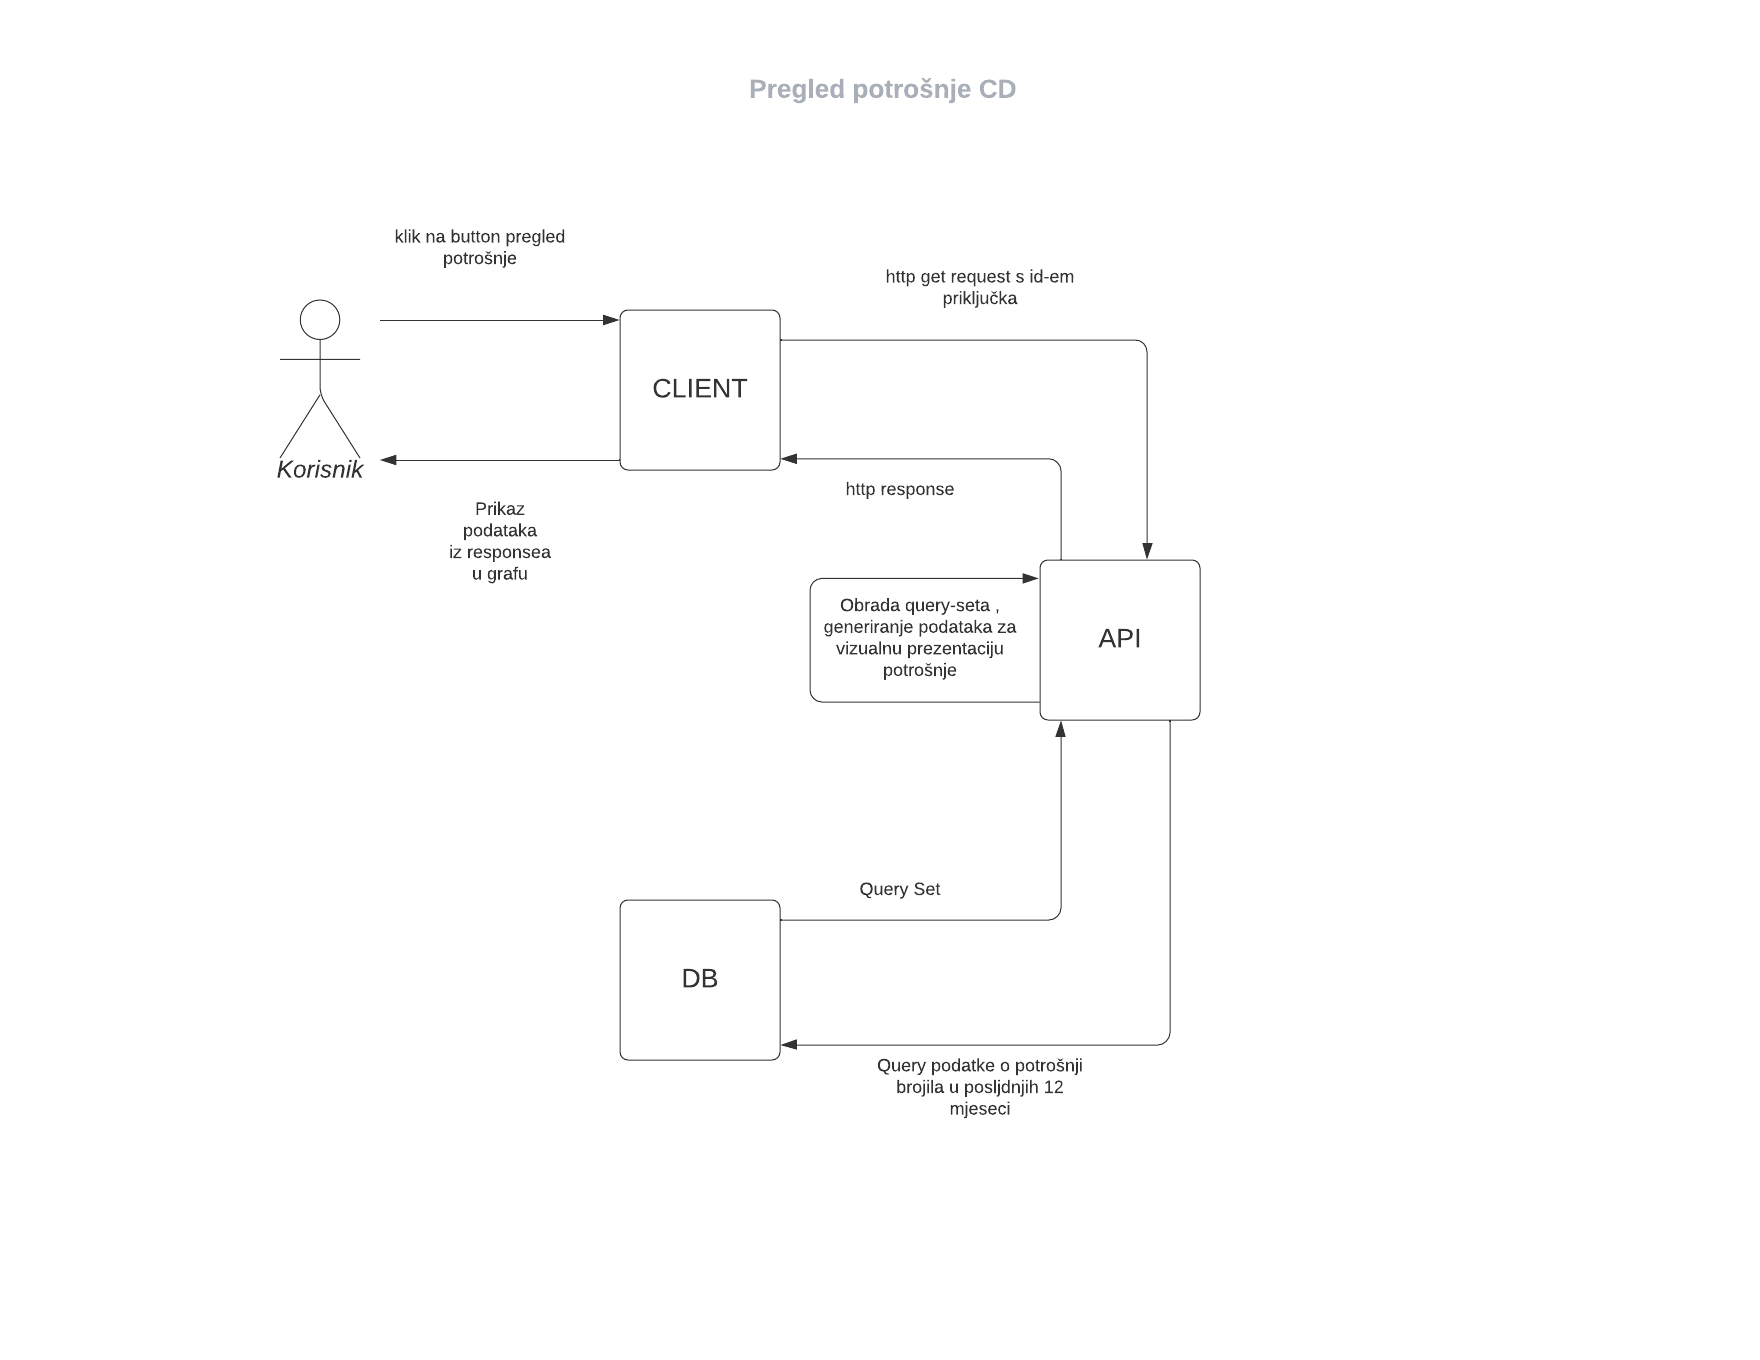 Pregled potrošnje CD
klik na button pregled
potrošnje
http get request s id-em
priključka
CLIENT
Korisnik
http response
Prikaz
podataka
iz responsea
u grafu
Obrada query-seta ,
generiranje podataka za
vizualnu prezentaciju
potrošnje
API
Query Set
DB
Query podatke o potrošnji
brojila u posljdnjih 12
mjeseci